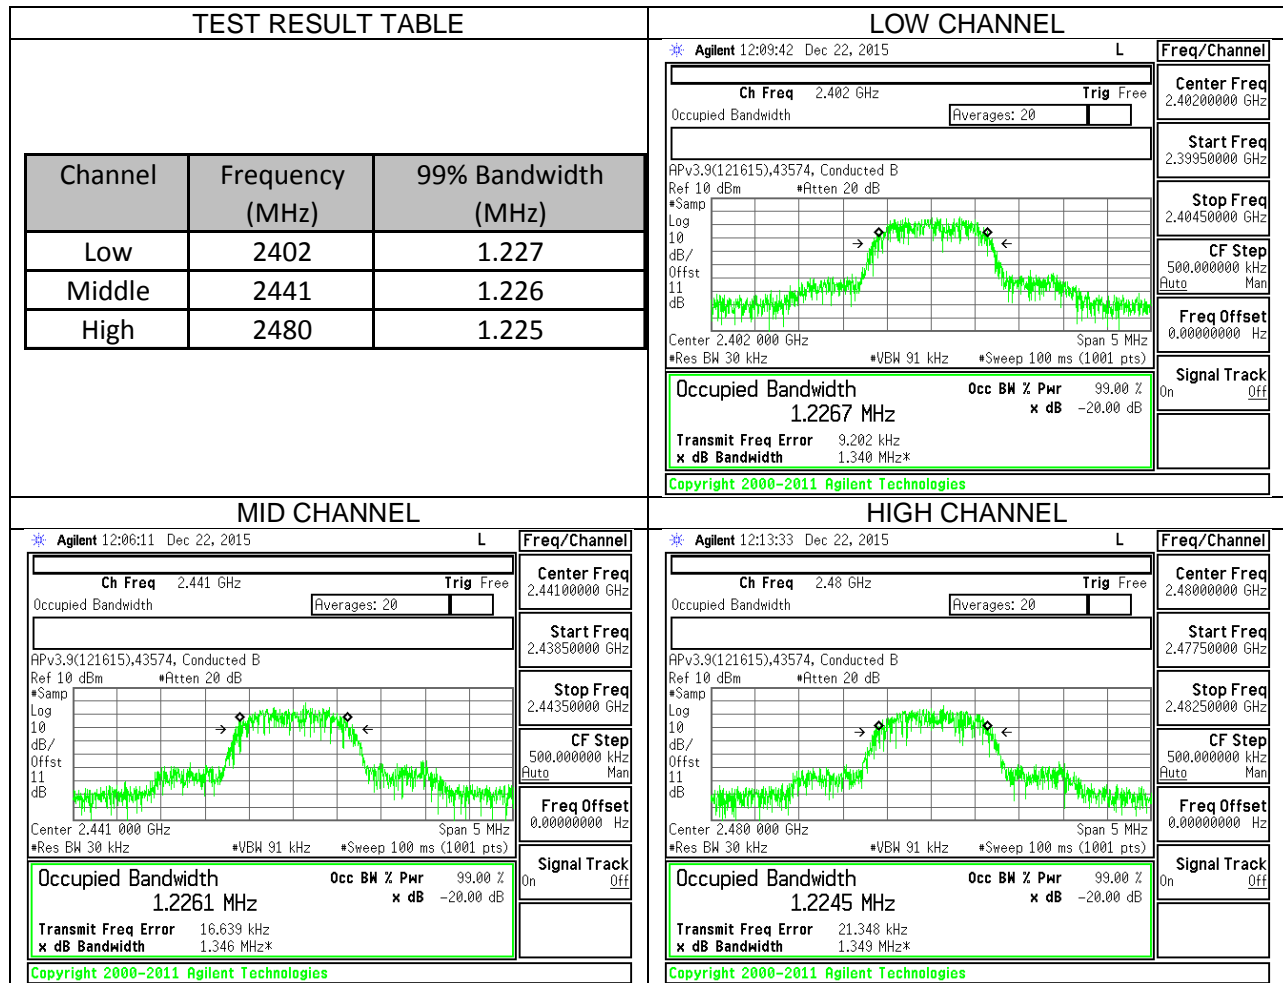 TEST RESULT TABLE
Channel Frequency (MHz) 99% Bandwidth (MHz)
Low 2402 1.227
Middle 2441 1.226
High 2480 1.225
LOW CHANNEL
Agilent 12:09:42 Dec 22, 2015 L
Ch Freq 2.402 GHz Trig Free
Occupied Bandwidth Averages: 20
APv3.9(121615),43574, Conducted B
Ref 10 dBm #Atten 20 dB
#Samp
Log
10
dB/
Offst
11
dB
Center 2.402 000 GHz Span 5 MHz
#Res BW 30 kHz #VBW 91 kHz #Sweep 100 ms (1001 pts)
Occupied Bandwidth Occ BW % Pwr 99.00 %
1.2267 MHz x dB -20.00 dB
Transmit Freq Error 9.202 kHz
x dB Bandwidth 1.340 MHz*
Copyright 2000-2011 Agilent Technologies
Freq/Channel
Center Freq
2.40200000 GHz
Start Freq
2.39950000 GHz
Stop Freq
2.40450000 GHz
CF Step
500.000000 kHz
Auto Man
Freq Offset
0.00000000 Hz
Signal Track
On Off
MID CHANNEL
Agilent 12:06:11 Dec 22, 2015 L
Ch Freq 2.441 GHz Trig Free
Occupied Bandwidth Averages: 20
APv3.9(121615),43574, Conducted B
Ref 10 dBm #Atten 20 dB
#Samp
Log
10
dB/
Offst
11
dB
Center 2.441 000 GHz Span 5 MHz
#Res BW 30 kHz #VBW 91 kHz #Sweep 100 ms (1001 pts)
Occupied Bandwidth Occ BW % Pwr 99.00 %
1.2261 MHz x dB -20.00 dB
Transmit Freq Error 16.639 kHz
x dB Bandwidth 1.346 MHz*
Copyright 2000-2011 Agilent Technologies
Freq/Channel
Center Freq
2.44100000 GHz
Start Freq
2.43850000 GHz
Stop Freq
2.44350000 GHz
CF Step
500.000000 kHz
Auto Man
Freq Offset
0.00000000 Hz
Signal Track
On Off
HIGH CHANNEL
Agilent 12:13:33 Dec 22, 2015 L
Ch Freq 2.48 GHz Trig Free
Occupied Bandwidth Averages: 20
APv3.9(121615),43574, Conducted B
Ref 10 dBm #Atten 20 dB
#Samp
Log
10
dB/
Offst
11
dB
Center 2.480 000 GHz Span 5 MHz
#Res BW 30 kHz #VBW 91 kHz #Sweep 100 ms (1001 pts)
Occupied Bandwidth Occ BW % Pwr 99.00 %
1.2245 MHz x dB -20.00 dB
Transmit Freq Error 21.348 kHz
x dB Bandwidth 1.349 MHz*
Copyright 2000-2011 Agilent Technologies
Freq/Channel
Center Freq
2.48000000 GHz
Start Freq
2.47750000 GHz
Stop Freq
2.48250000 GHz
CF Step
500.000000 kHz
Auto Man
Freq Offset
0.00000000 Hz
Signal Track
On Off